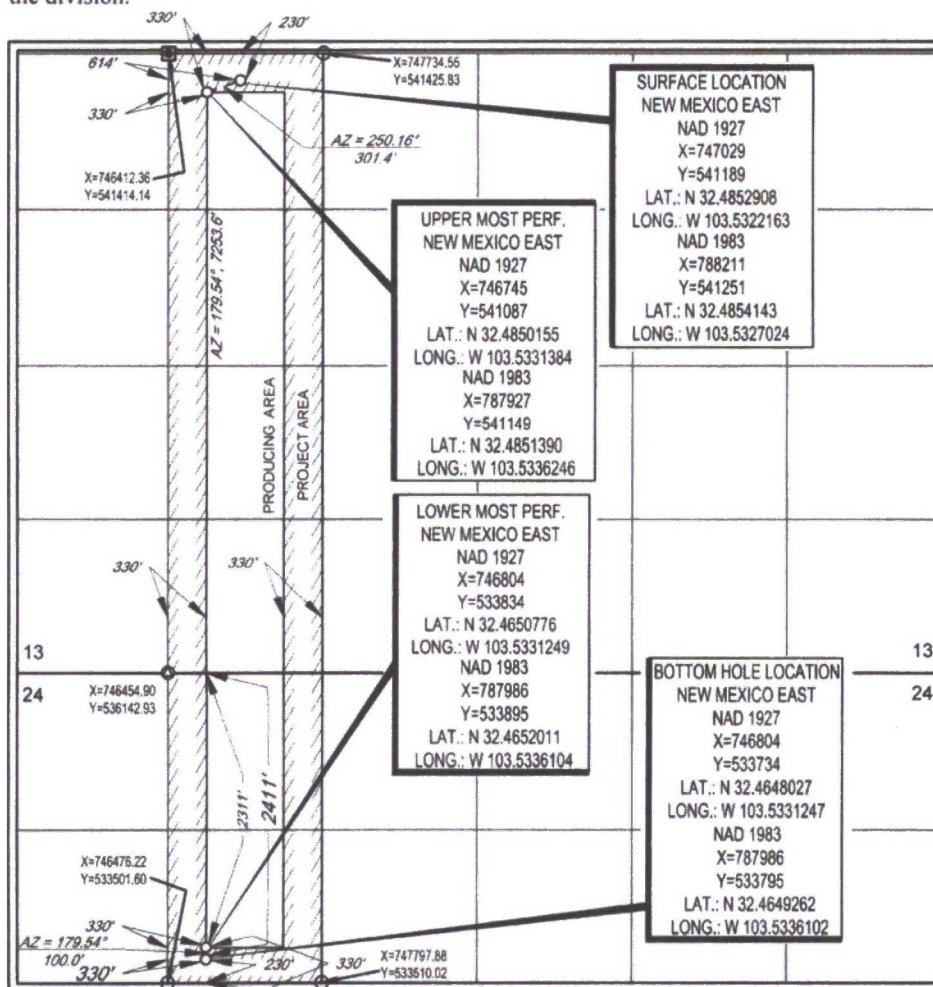 the division.
330'
230'
614'
330'
X=747734.55
Y=541425.83
AZ = 250.16°
301.4'
X=746412.36
Y=541414.14
SURFACE LOCATION
NEW MEXICO EAST
NAD 1927
X=747029
Y=541189
LAT.: N 32.4852908
LONG.: W 103.5322163
NAD 1983
X=788211
Y=541251
LAT.: N 32.4854143
LONG.: W 103.5327024
UPPER MOST PERF.
NEW MEXICO EAST
NAD 1927
X=746745
Y=541087
LAT.: N 32.4850155
LONG.: W 103.5331384
NAD 1983
X=787927
Y=541149
LAT.: N 32.4851390
LONG.: W 103.5336246
AZ = 179.54°, 7253.6'
PRODUCING AREA
PROJECT AREA
LOWER MOST PERF.
NEW MEXICO EAST
NAD 1927
X=746804
Y=533834
LAT.: N 32.4650776
LONG.: W 103.5331249
NAD 1983
X=787986
Y=533895
LAT.: N 32.4652011
LONG.: W 103.5336104
330'
330'
13
24
13
24
X=746454.90
Y=536142.93
2311'
2411'
BOTTOM HOLE LOCATION
NEW MEXICO EAST
NAD 1927
X=746804
Y=533734
LAT.: N 32.4648027
LONG.: W 103.5331247
NAD 1983
X=787986
Y=533795
LAT.: N 32.4649262
LONG.: W 103.5336102
X=746476.22
Y=533501.60
330'
AZ = 179.54°
100.0'
330'
230'
330'
X=747797.88
Y=533510.02